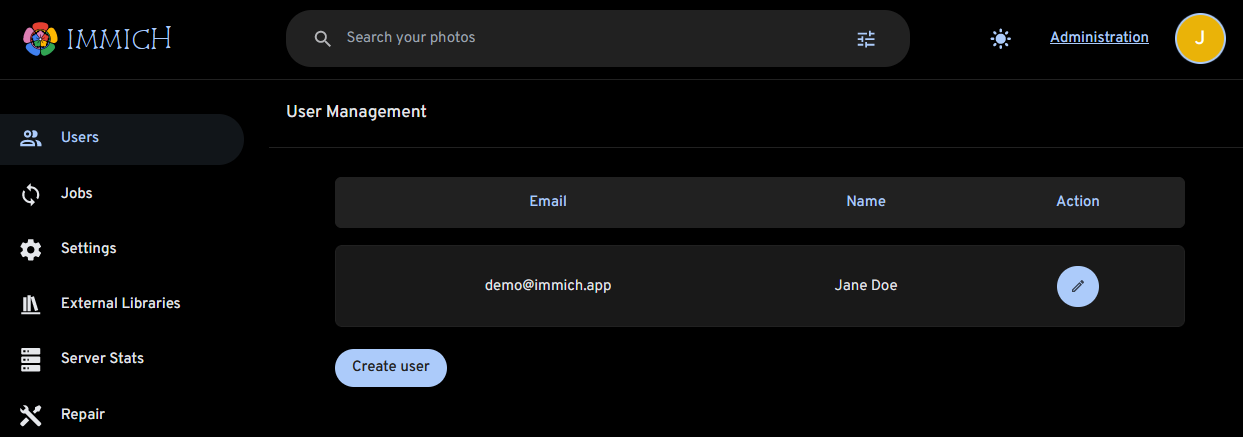 IMMICH
Search your photos
Administration
J
User Management
Users
Jobs
Settings
External Libraries
Server Stats
Repair
Email Name Action
demo@immich.app Jane Doe
Create user